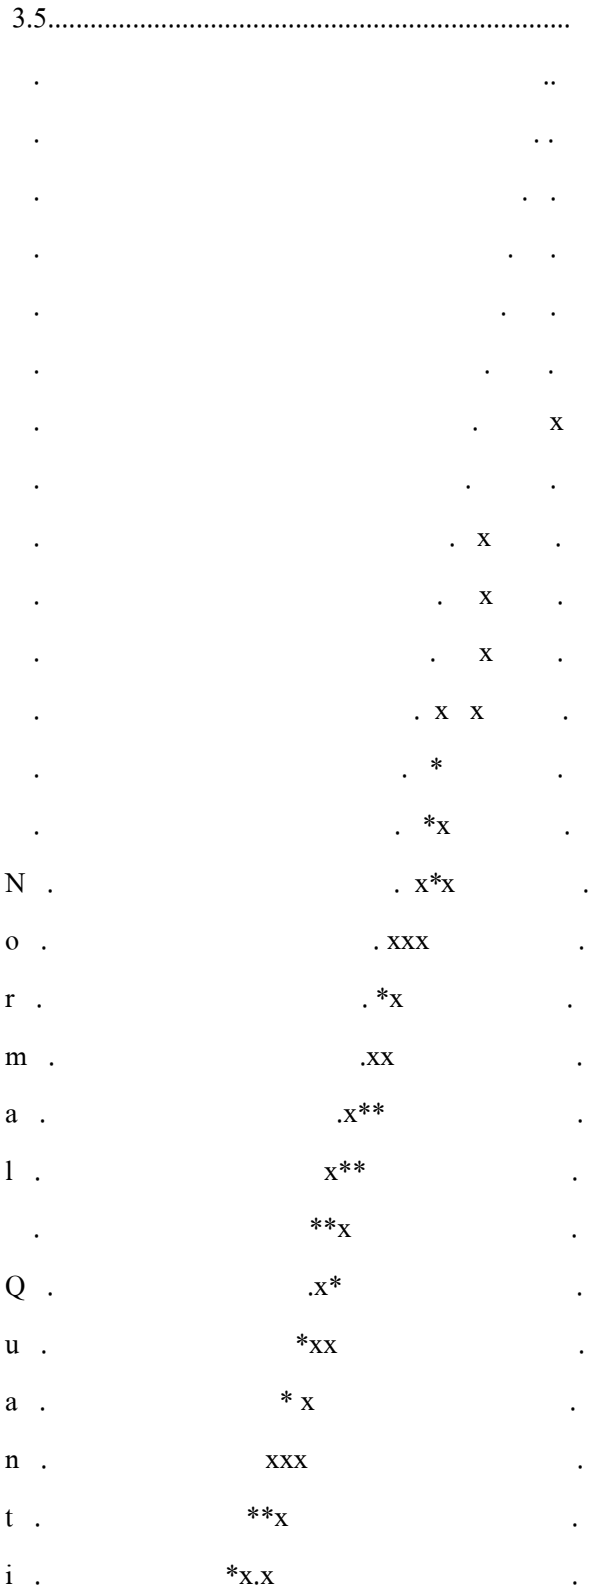 3.5..........................................................................
. ..
. . .
. . .
. . .
. . .
. . .
. . x
. . .
. . x .
. . x .
. . x .
. . x x .
. . * .
. . *x .
N . . x*x .
o . . xxx .
r . . *x .
m . .xx .
a . .x** .
l . x** .
. **x .
Q . .x* .
u . *xx .
a . * x .
n . xxx .
t . **x .
i . *x.x .